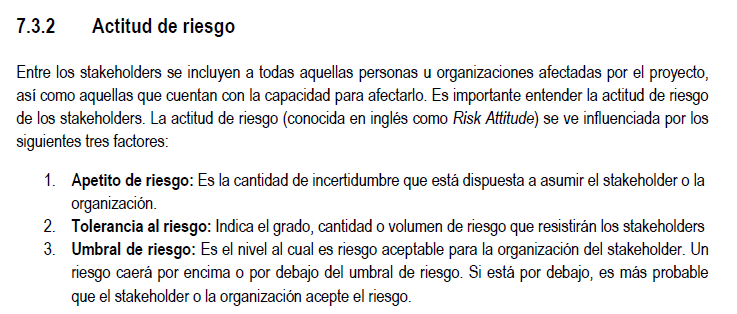 7.3.2 Actitud de riesgo
Entre los stakeholders se incluyen a todas aquellas personas u organizaciones afectadas por el proyecto,
así como aquellas que cuentan con la capacidad para afectarlo. Es importante entender la actitud de riesgo
de los stakeholders. La actitud de riesgo (conocida en inglés como Risk Attitude) se ve influenciada por los
siguientes tres factores:
1. Apetito de riesgo: Es la cantidad de incertidumbre que está dispuesta a asumir el stakeholder o la
organización.
2. Tolerancia al riesgo: Indica el grado, cantidad o volumen de riesgo que resistirán los stakeholders
3. Umbral de riesgo: Es el nivel al cual es riesgo aceptable para la organización del stakeholder. Un
riesgo caerá por encima o por debajo del umbral de riesgo. Si está por debajo, es más probable
que el stakeholder o la organización acepte el riesgo.